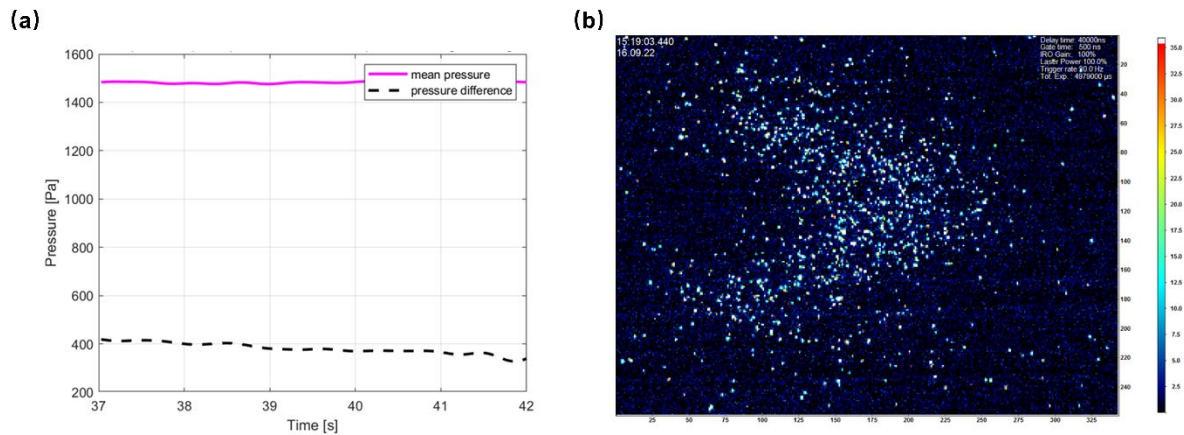 (a)
1600
1400
1200
1000
800
600
400
200
Pressure [Pa]
mean pressure
pressure difference
37 38 39 40 41 42
Time [s]
(b)
15:19:03.440
16.09.22
Delay time: 40000ns
Gate time: 500 ns
IRO Gain: 100%
Laser Power 100.0%
Tot. Exp.: 4979000 µs
20
40
60
80
100
120
140
160
180
200
220
240
25 50 75 100 125 150 175 200 225 250 275 300 325
35.0
32.5
30.0
27.5
25.0
22.5
20.0
17.5
15.0
12.5
10.0
7.5
5.0
2.5